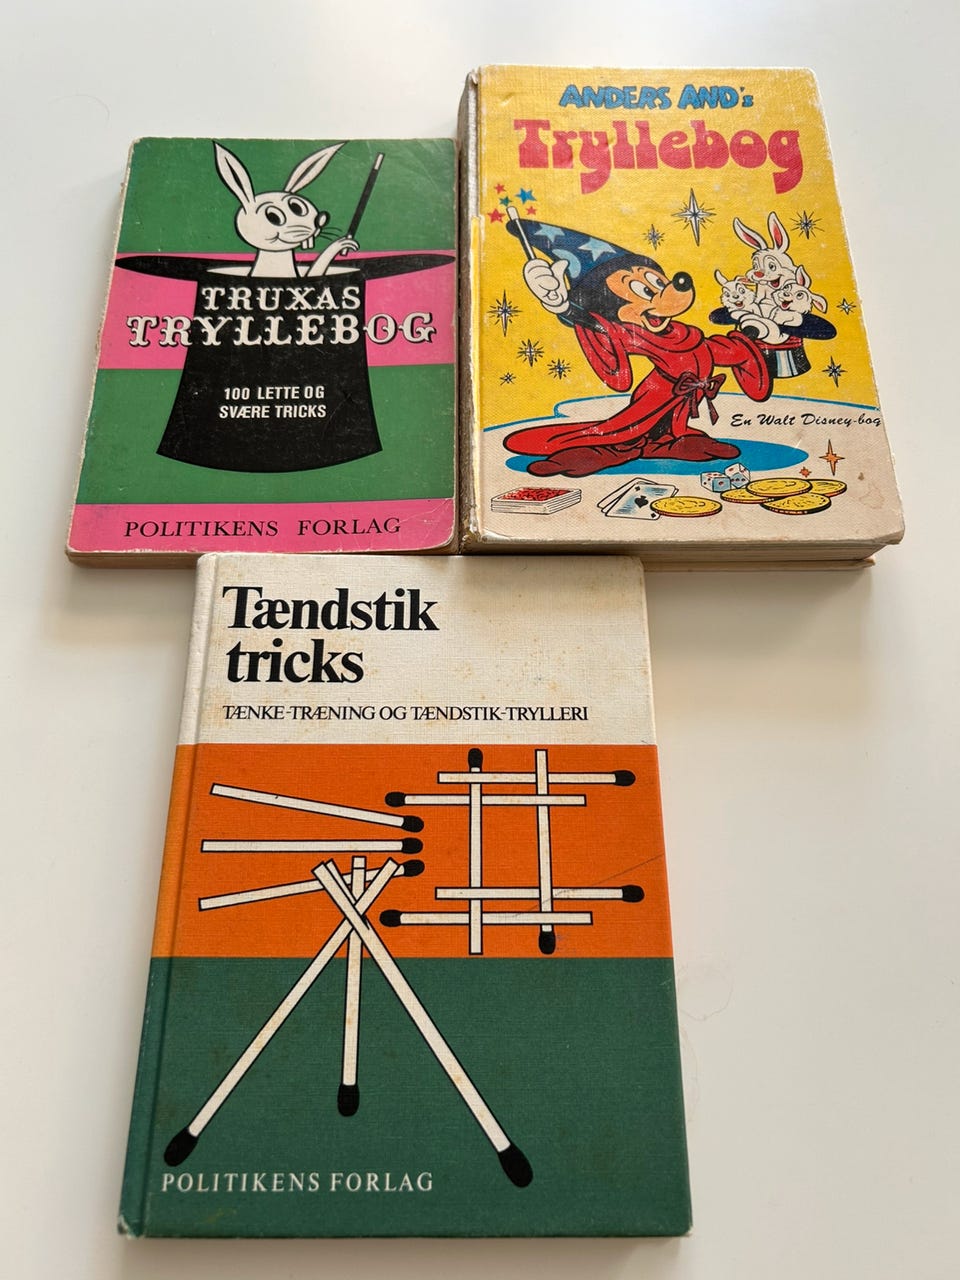 TRUXAS
TRYLLEBOG
100 LETTE OG
SVÆRE TRICKS
POLITIKENS FORLAG
ANDERS AND's
Tryllebog
En Walt Disney-bog
Tændstik
tricks
TÆNKE-TRÆNING OG TÆNDSTIK-TRYLLERI
POLITIKENS FORLAG